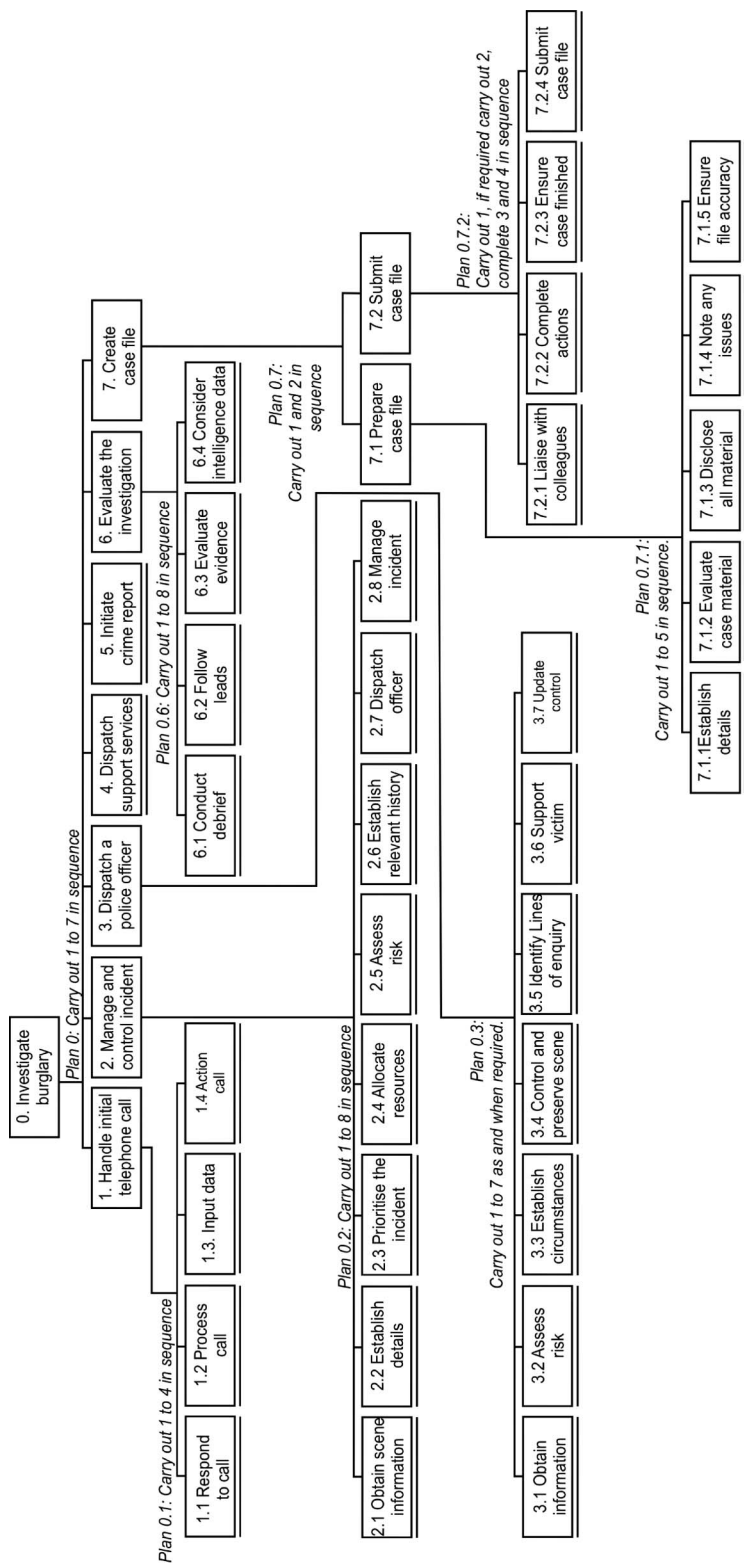 0. Investigate
burglary
Plan 0: Carry out 1 to 7 in sequence
1. Handle initial
telephone call
2. Manage and
control incident
3. Dispatch a
police officer
4. Dispatch
support services
5. Initiate
crime report
6. Evaluate the
investigation
7. Create
case file
Plan 0.1: Carry out 1 to 4 in sequence
1.1 Respond
to call
1.2 Process
call
1.3. Input data
1.4 Action
call
Plan 0.6: Carry out 1 to 8 in sequence
6.1 Conduct
debrief
6.2 Follow
leads
6.3 Evaluate
evidence
6.4 Consider
intelligence data
Plan 0.7:
Carry out 1 and 2 in
sequence
7.1 Prepare
case file
7.2 Submit
case file
Plan 0.2: Carry out 1 to 8 in sequence
2.1 Obtain scene
information
2.2 Establish
details
2.3 Prioritise the
incident
2.4 Allocate
resources
2.5 Assess
risk
2.6 Establish
relevant history
2.7 Dispatch
officer
2.8 Manage
incident
Plan 0.7.2:
Carry out 1, if required carry out 2,
complete 3 and 4 in sequence
7.2.1 Liaise with
colleagues
7.2.2 Complete
actions
7.2.3 Ensure
case finished
7.2.4 Submit
case file
Plan 0.3:
Carry out 1 to 7 as and when required.
3.1 Obtain
information
3.2 Assess
risk
3.3 Establish
circumstances
3.4 Control and
preserve scene
3.5 Identify Lines
of enquiry
3.6 Support
victim
3.7 Update
control
Plan 0.7.1:
Carry out 1 to 5 in sequence.
7.1.1Establish
details
7.1.2 Evaluate
case material
7.1.3 Disclose
all material
7.1.4 Note any
issues
7.1.5 Ensure
file accuracy